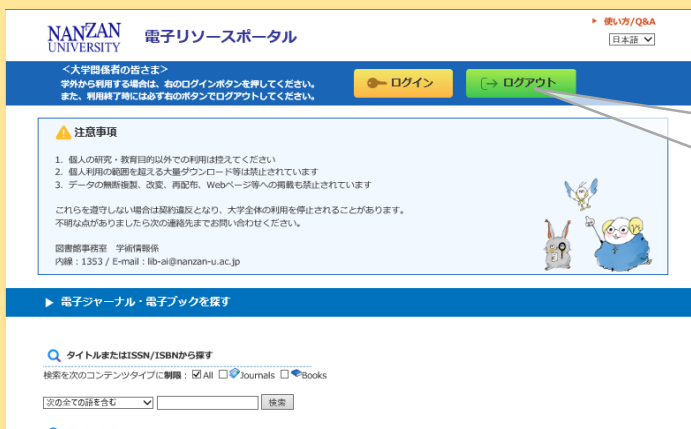 NANZAN
UNIVERSITY
電子リソースポータル
▶ 使い方/Q&A
日本語
<大学関係者の皆さま>
学外から利用する場合は、右のログインボタンを押してください。
また、利用終了時には必ず右のボタンでログアウトしてください。
ログイン
ログアウト
注意事項
1. 個人の研究・教育目的以外での利用は控えてください
2. 個人利用の範囲を超える大量ダウンロード等は禁止されています
3. データの無断複製、改変、再配布、Webページ等への掲載も禁止されています
これらを遵守しない場合は契約違反となり、大学全体の利用を停止されることがあります。
不明な点がありましたら次の連絡先までお問い合わせください。
図書館事務室 学術情報係
内線：1353 / E-mail : lib-ai@nanzan-u.ac.jp
▶ 電子ジャーナル・電子ブックを探す
タイトルまたはISSN/ISBNから探す
検索を次のコンテンツタイプに制限： All Journals Books
次の全ての語を含む 検索